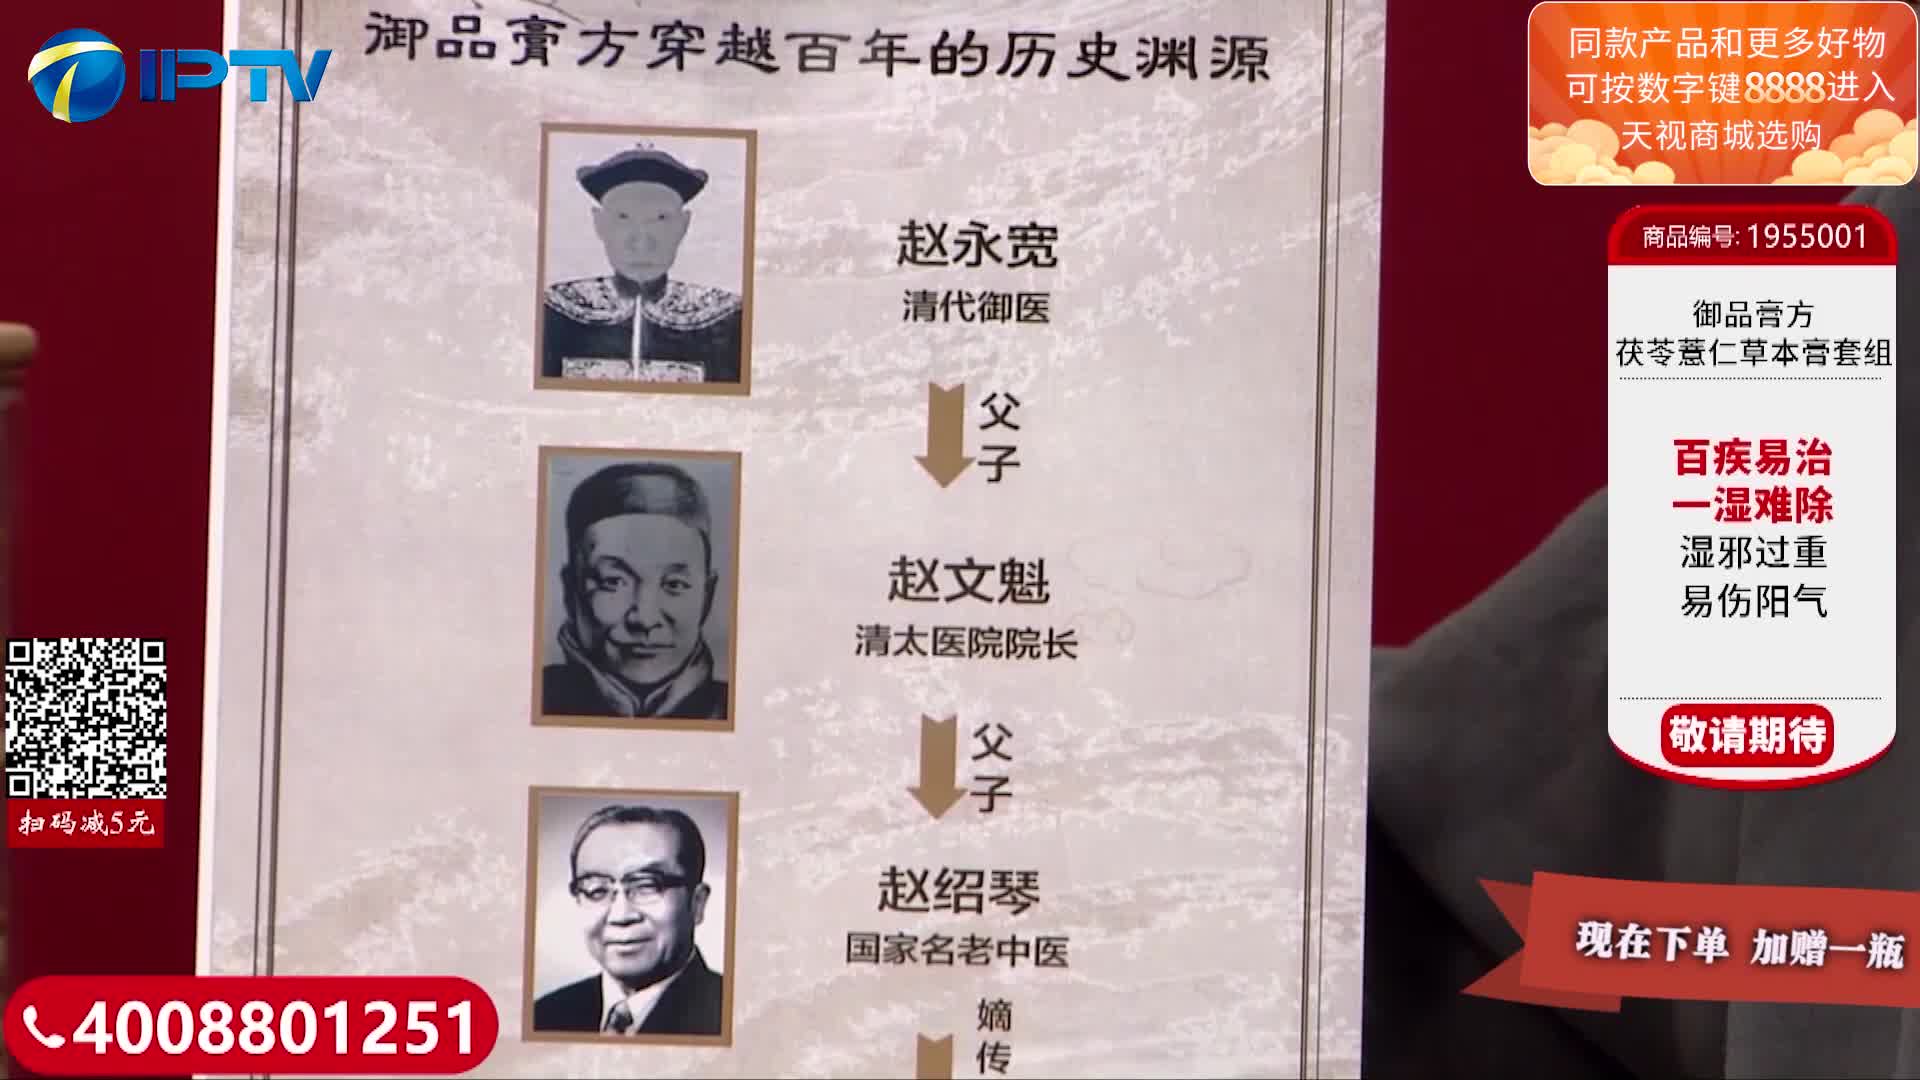 IPTV
御品膏方穿越百年的历史渊源
同款产品和更多好物
可按数字键8888进入
天视商城选购
赵永宽
清代御医
父子
赵文魁
清太医院院长
父子
赵绍琴
国家名老中医
嫡传
商品编号: 1955001
御品膏方
茯苓薏仁草本膏套组
百疾易治
一湿难除
湿邪过重
易伤阳气
敬请期待
扫码减5元
现在下单 加赠一瓶
4008801251